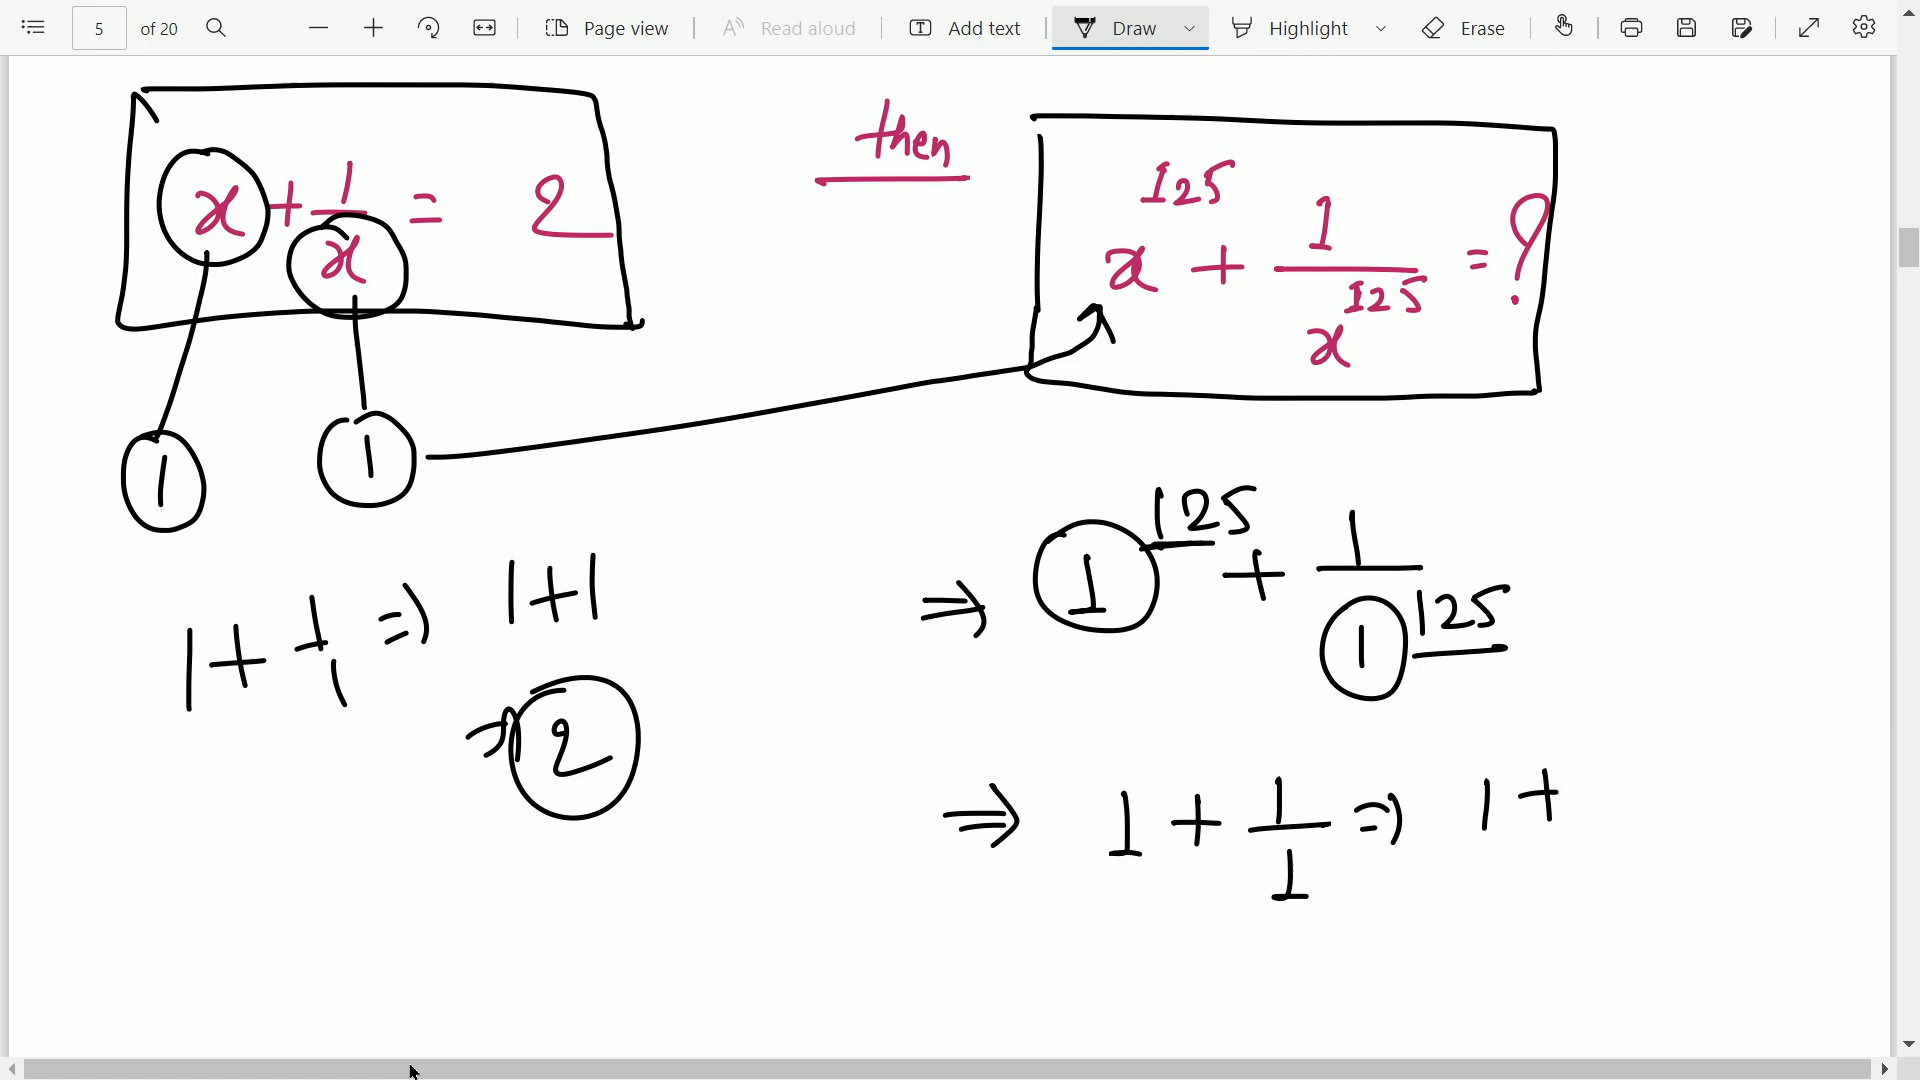 5 of 20 Page view Read aloud Add text Draw Highlight Erase
x + 1/x = 2
then
x^125 + 1/x^125 = ?
1
1
1 + 1/1 ⇒ 1+1
⇒ 2
⇒ 1^125 + 1/1^125
⇒ 1 + 1/1 ⇒ 1 +